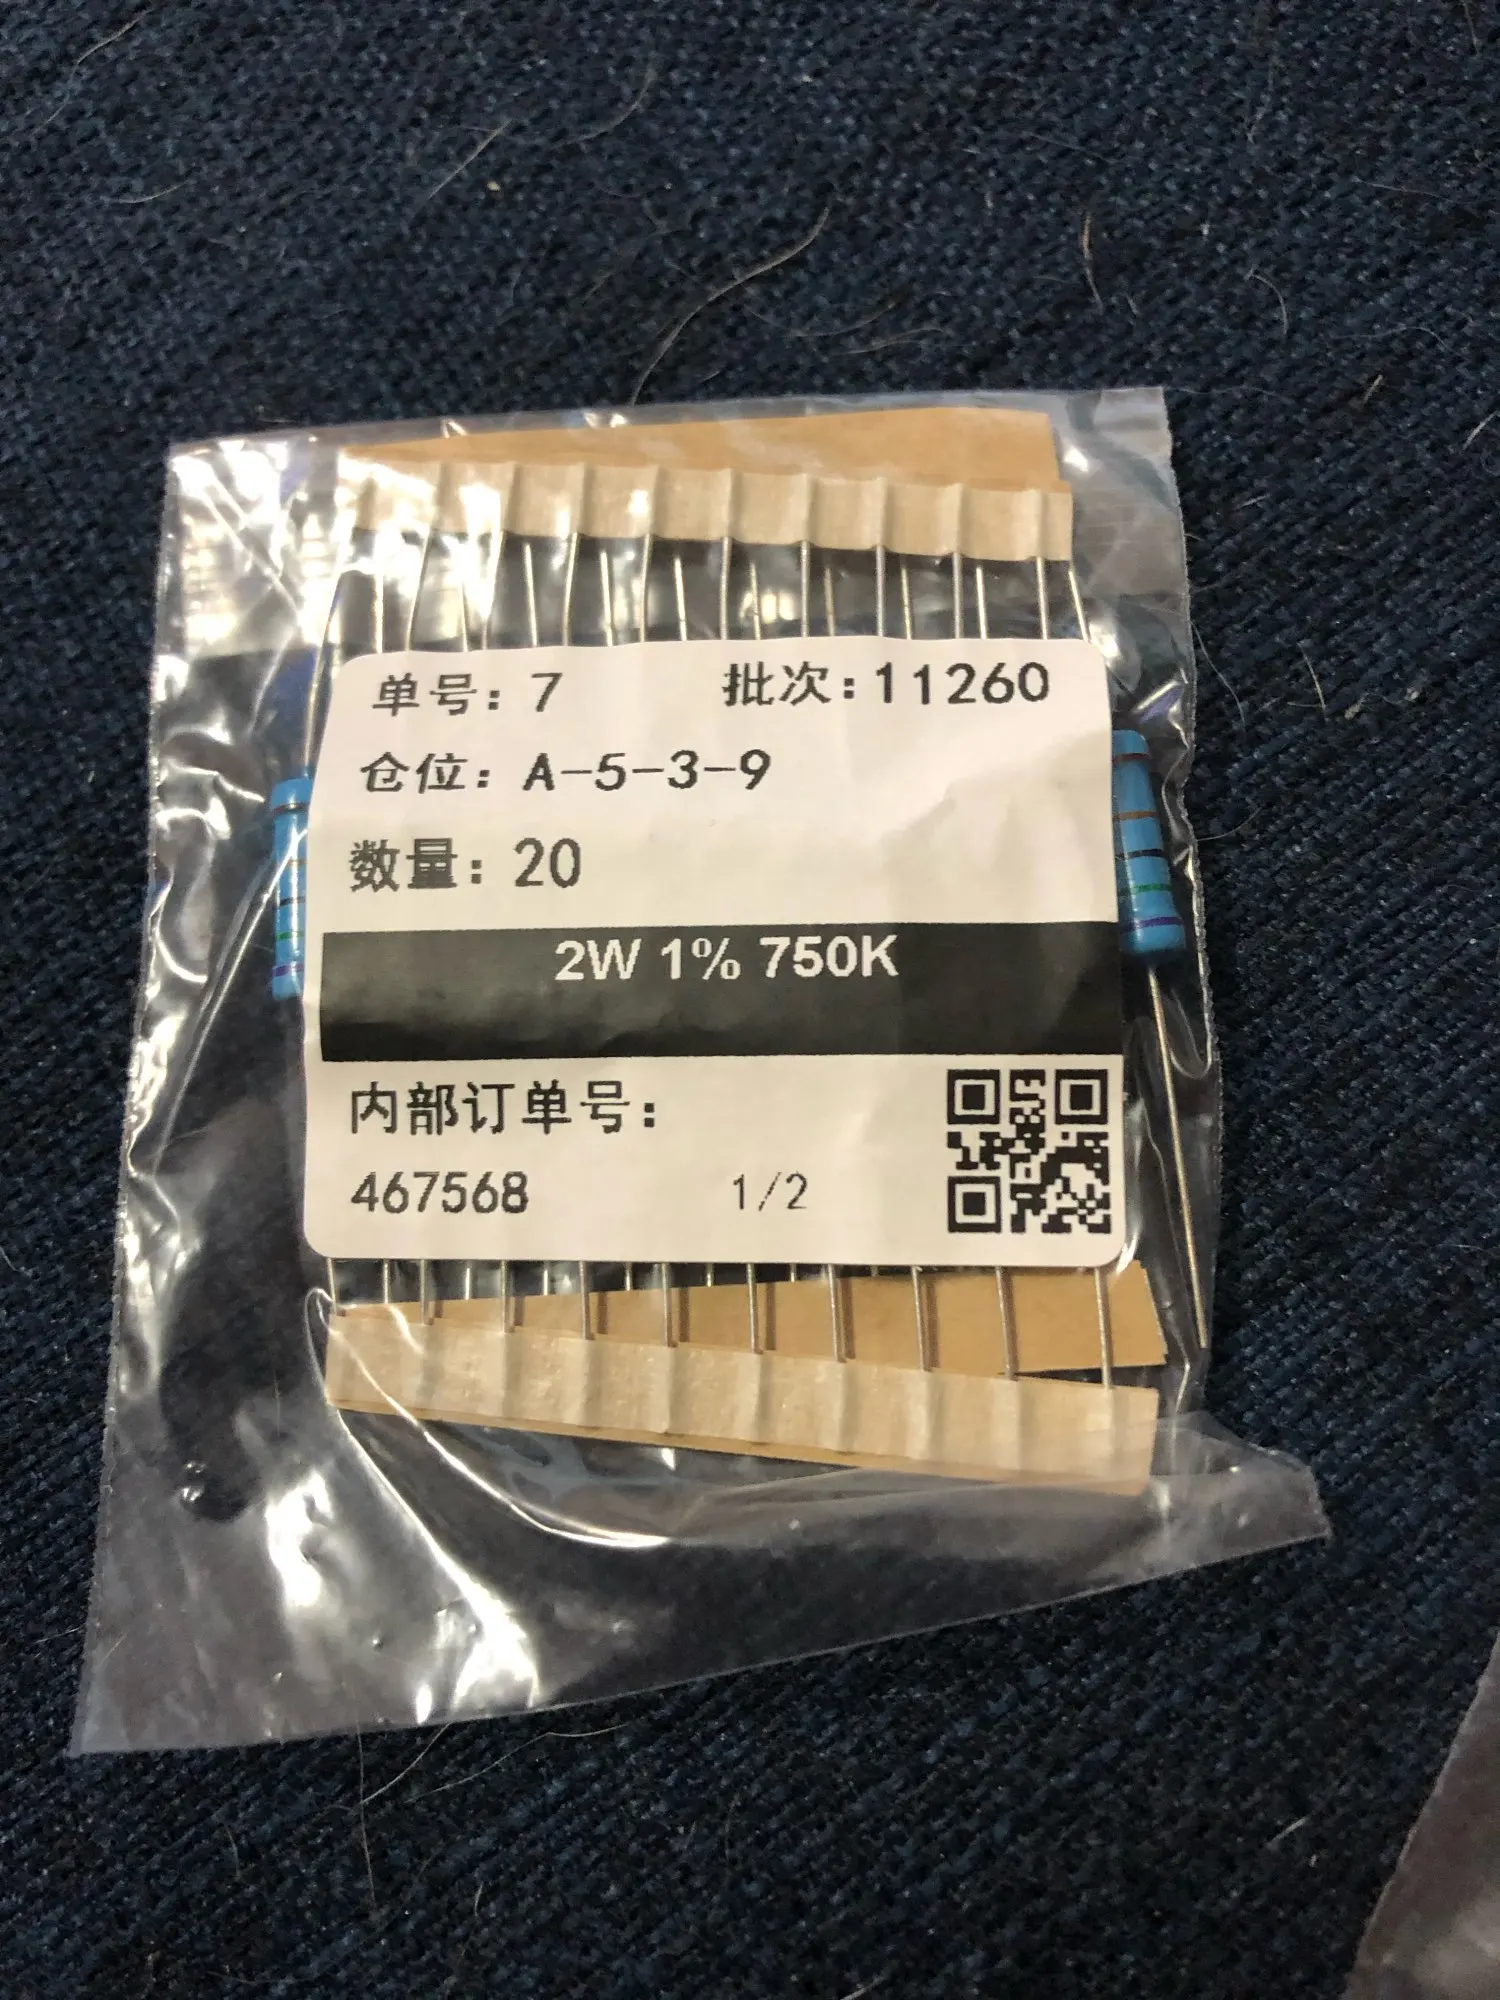 单号: 7 批次:11260
仓位: A-5-3-9
数量: 20
2W 1% 750K
内部订单号:
467568 1/2